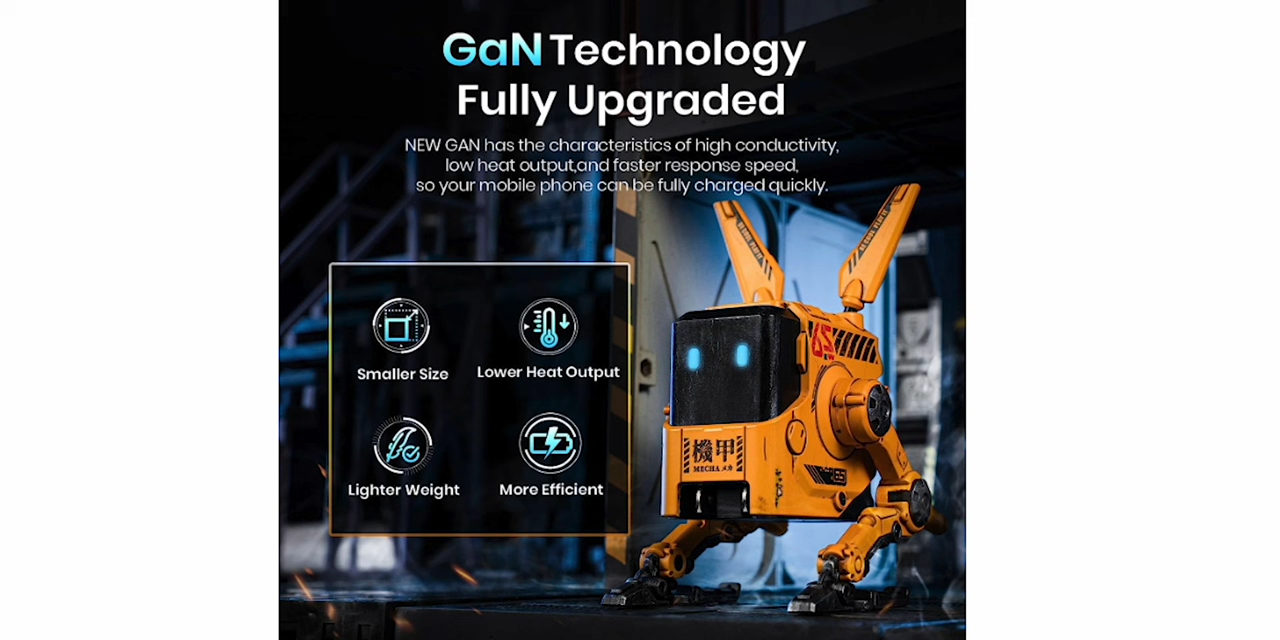 GaN Technology
Fully Upgraded
NEW GAN has the characteristics of high conductivity,
low heat output,and faster response speed,
so your mobile phone can be fully charged quickly.
Smaller Size
Lower Heat Output
Lighter Weight
More Efficient
65
機甲
MECHA
65